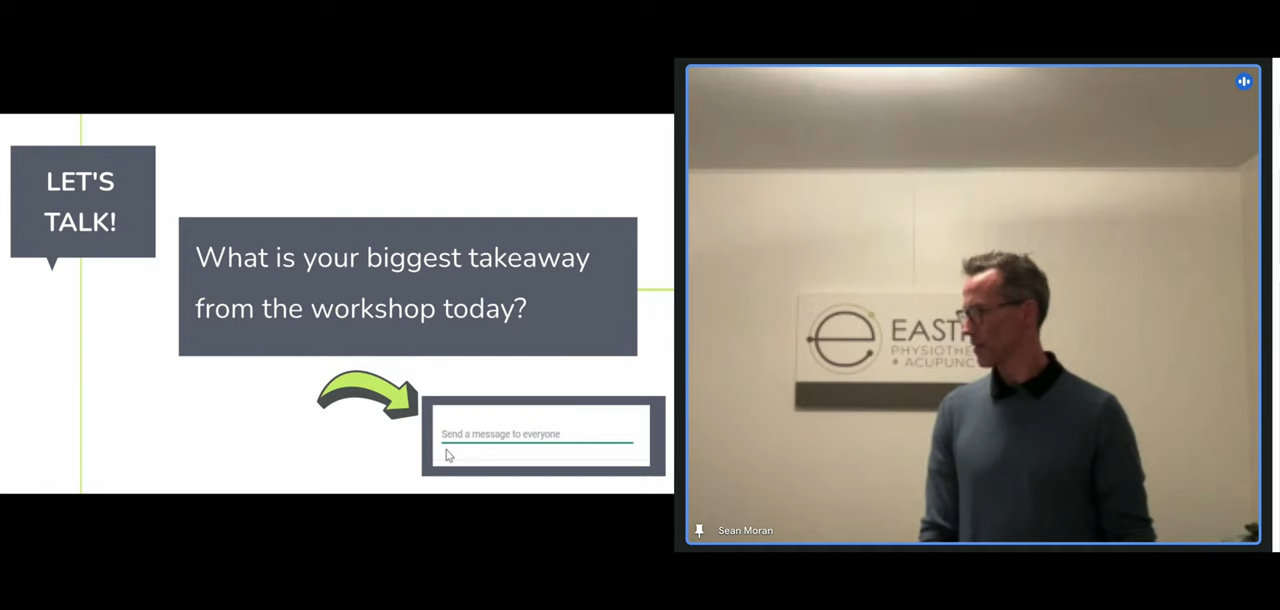 LET'S
TALK!
What is your biggest takeaway
from the workshop today?
Send a message to everyone
e
PHYSIOTHE
+ ACUPUNC
Sean Moran